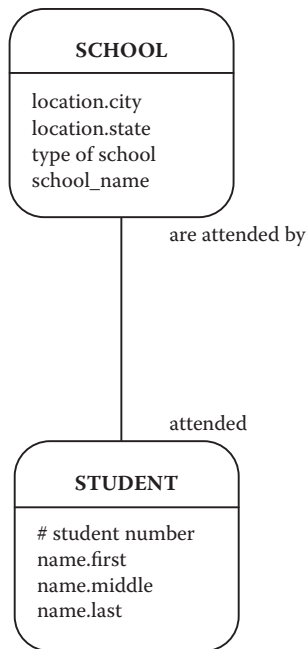 SCHOOL
location.city
location.state
type of school
school_name
are attended by
attended
STUDENT
# student number
name.first
name.middle
name.last